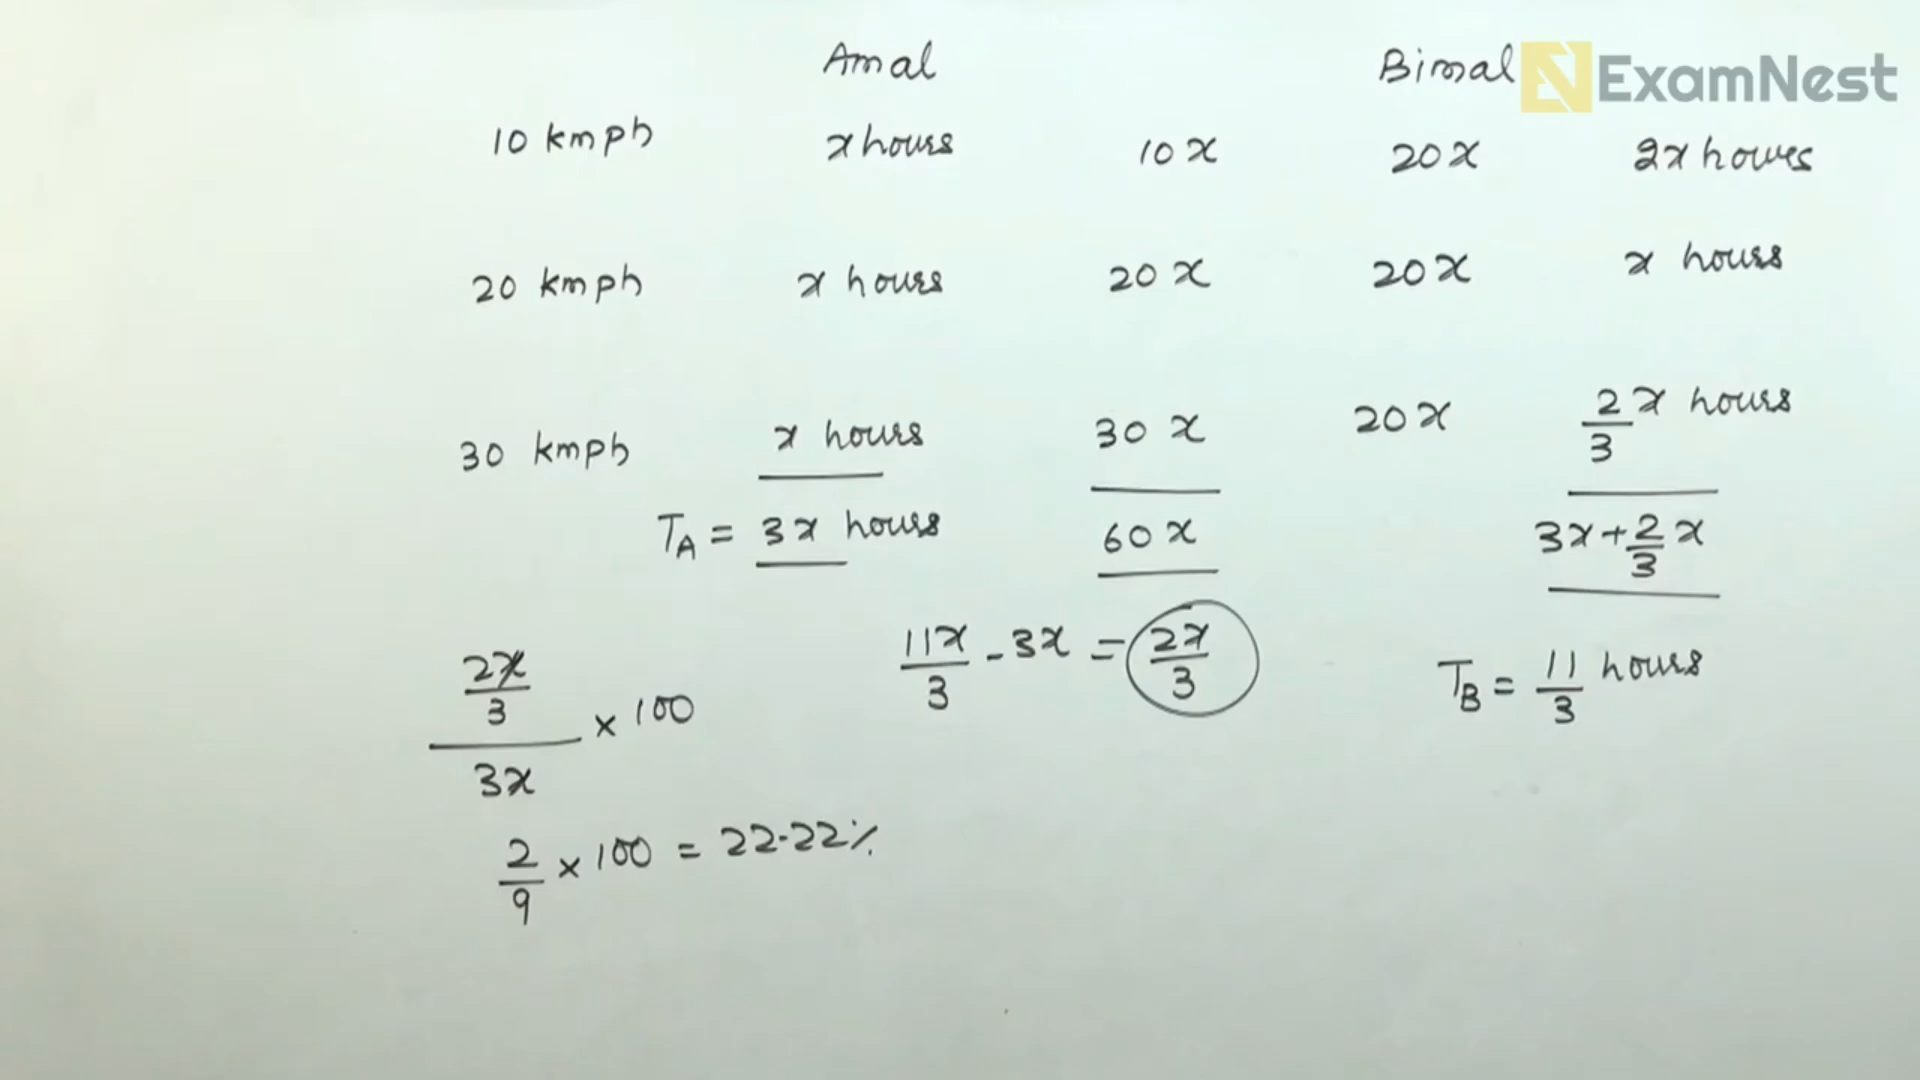 Amal Bimal ExamNest
10 kmph x hours 10x 20x 2x hours
20 kmph x hours 20x 20x x hours
30 kmph x hours 30x 20x 2/3 x hours
T_A = 3x hours 60x 3x + 2/3 x
2x/3 / 3x × 100 11x/3 - 3x = 2x/3 T_B = 11/3 hours
2/9 × 100 = 22.22%